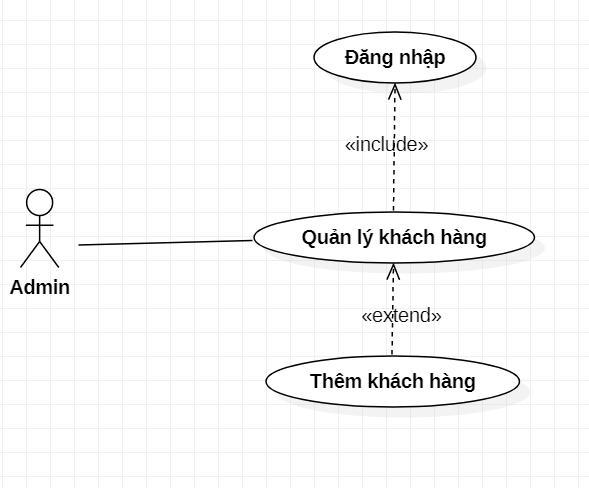 Đăng nhập
«include»
Quản lý khách hàng
Admin
«extend»
Thêm khách hàng